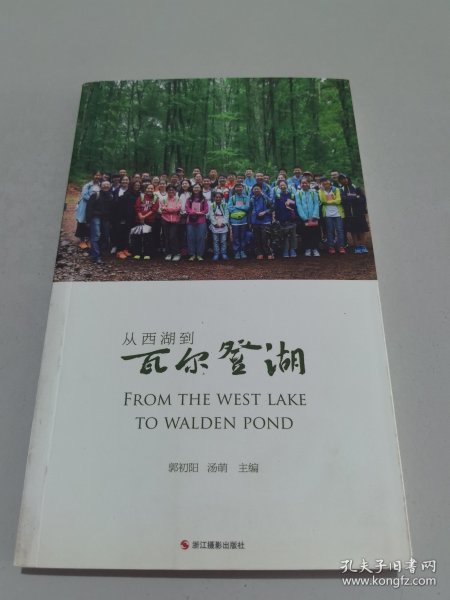 从西湖到
瓦尔登湖
FROM THE WEST LAKE
TO WALDEN POND
郭初阳 汤萌 主编
浙江摄影出版社
孔夫子旧书网
www.kongfz.com